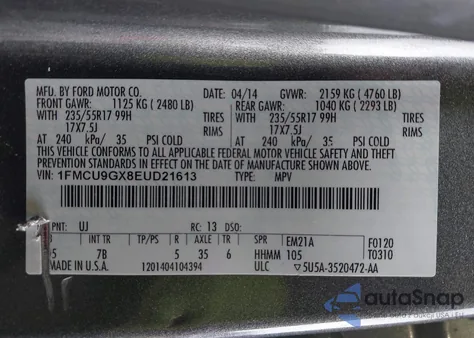 MFD. BY FORD MOTOR CO.
DATE: 04/14 GVWR: 2159 KG ( 4760 LB)
FRONT GAWR: 1125 KG ( 2480 LB) REAR GAWR: 1040 KG ( 2293 LB)
WITH 235/55R17 99H TIRES WITH 235/55R17 99H TIRES
17X7.5J RIMS 17X7.5J RIMS
AT 240 kPa/ 35 PSI COLD AT 240 kPa/ 35 PSI COLD
THIS VEHICLE CONFORMS TO ALL APPLICABLE FEDERAL MOTOR VEHICLE SAFETY AND THEFT
PREVENTION STANDARDS IN EFFECT ON THE DATE OF MANUFACTURE SHOWN ABOVE.
VIN: 1FMCU9GX8EUD21613 TYPE: MPV
EXT PNT: UJ RC: 13 DSO:
INT TR TP/PS R AXLE TR SPR EM21A F0120
5 7B 5 35 6 HHMM 105 T0310
MADE IN U.S.A. 1201404104394 ULC ▽5U5A-3520472-AA
autoSnap